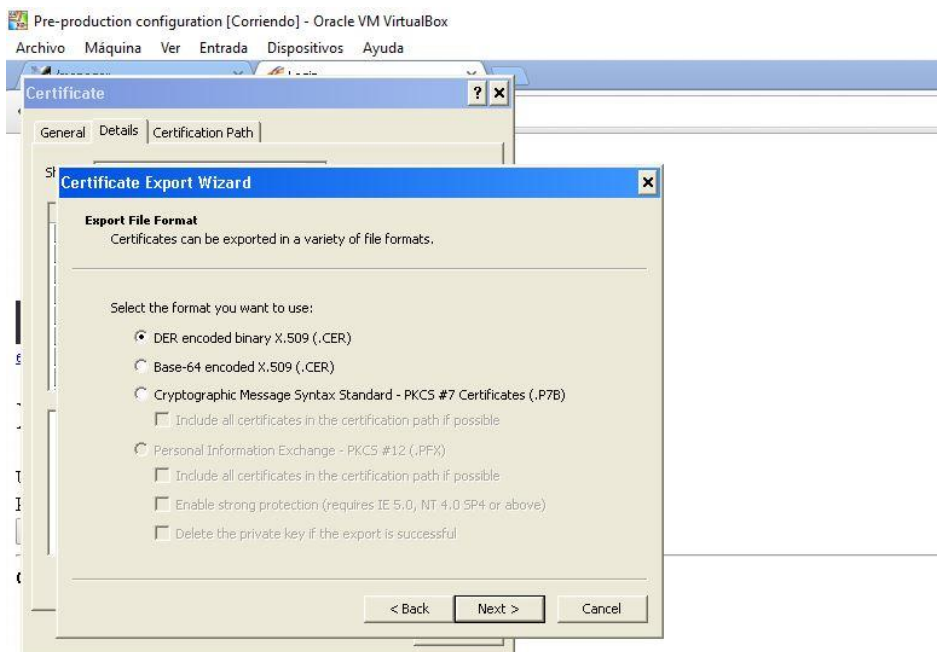 Pre-production configuration [Corriendo] - Oracle VM VirtualBox
Archivo Máquina Ver Entrada Dispositivos Ayuda
Certificate
General Details Certification Path
Certificate Export Wizard
Export File Format
Certificates can be exported in a variety of file formats.
Select the format you want to use:
DER encoded binary X.509 (.CER)
Base-64 encoded X.509 (.CER)
Cryptographic Message Syntax Standard - PKCS #7 Certificates (.P7B)
Include all certificates in the certification path if possible
Personal Information Exchange - PKCS #12 (.PFX)
Include all certificates in the certification path if possible
Enable strong protection (requires IE 5.0, NT 4.0 SP4 or above)
Delete the private key if the export is successful
< Back Next > Cancel